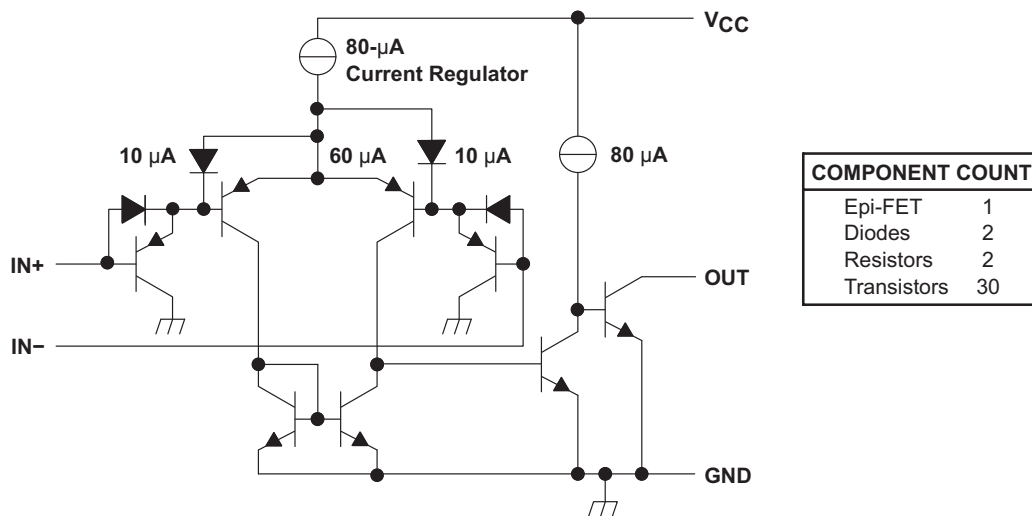 VCC
80-µA
Current Regulator
10 µA
60 µA
10 µA
80 µA
IN+
OUT
IN−
GND
COMPONENT COUNT
Epi-FET 1
Diodes 2
Resistors 2
Transistors 30